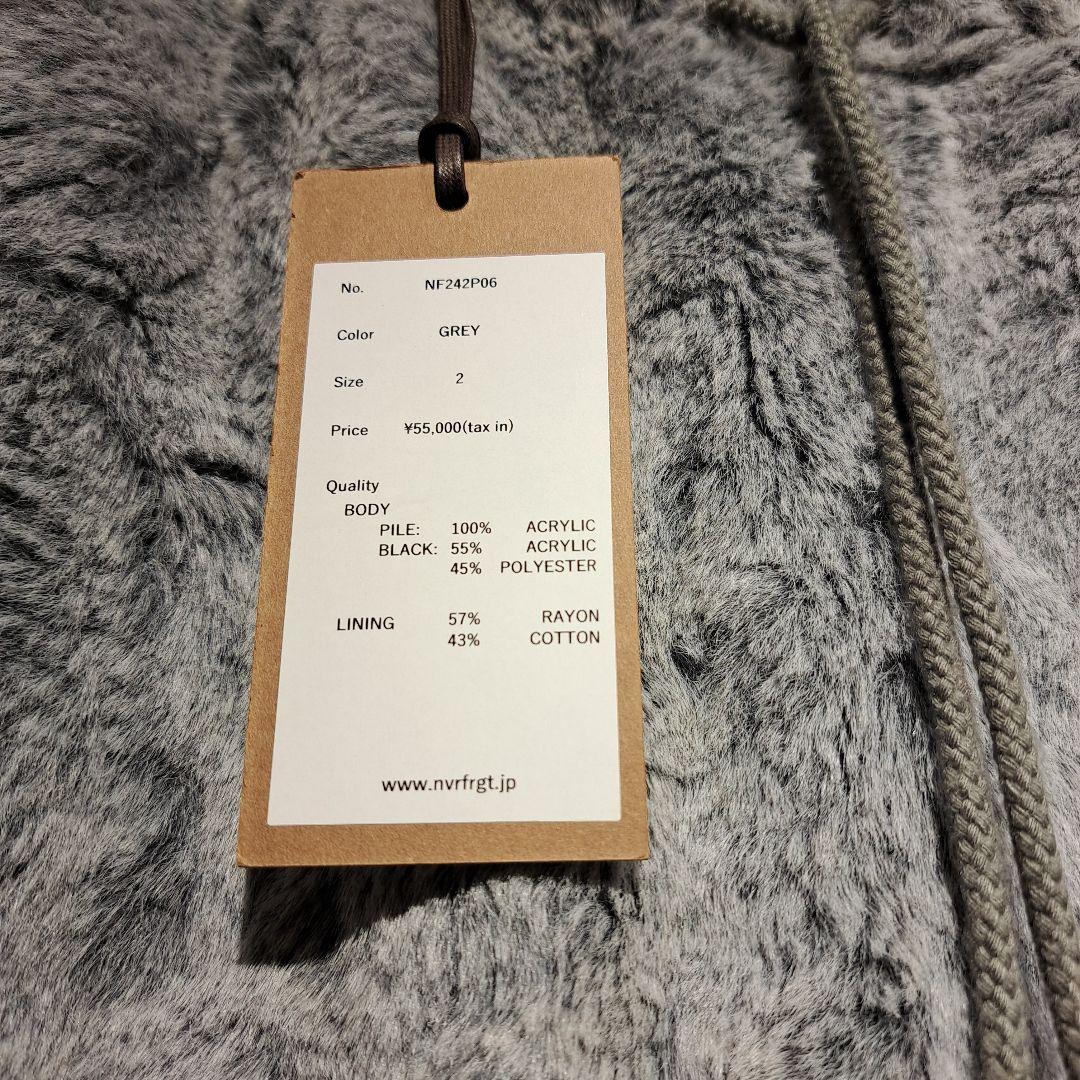 No. NF242P06
Color GREY
Size 2
Price ¥55,000(tax in)
Quality
BODY
PILE: 100% ACRYLIC
BLACK: 55% ACRYLIC
45% POLYESTER
LINING 57% RAYON
43% COTTON
www.nvrfrgt.jp